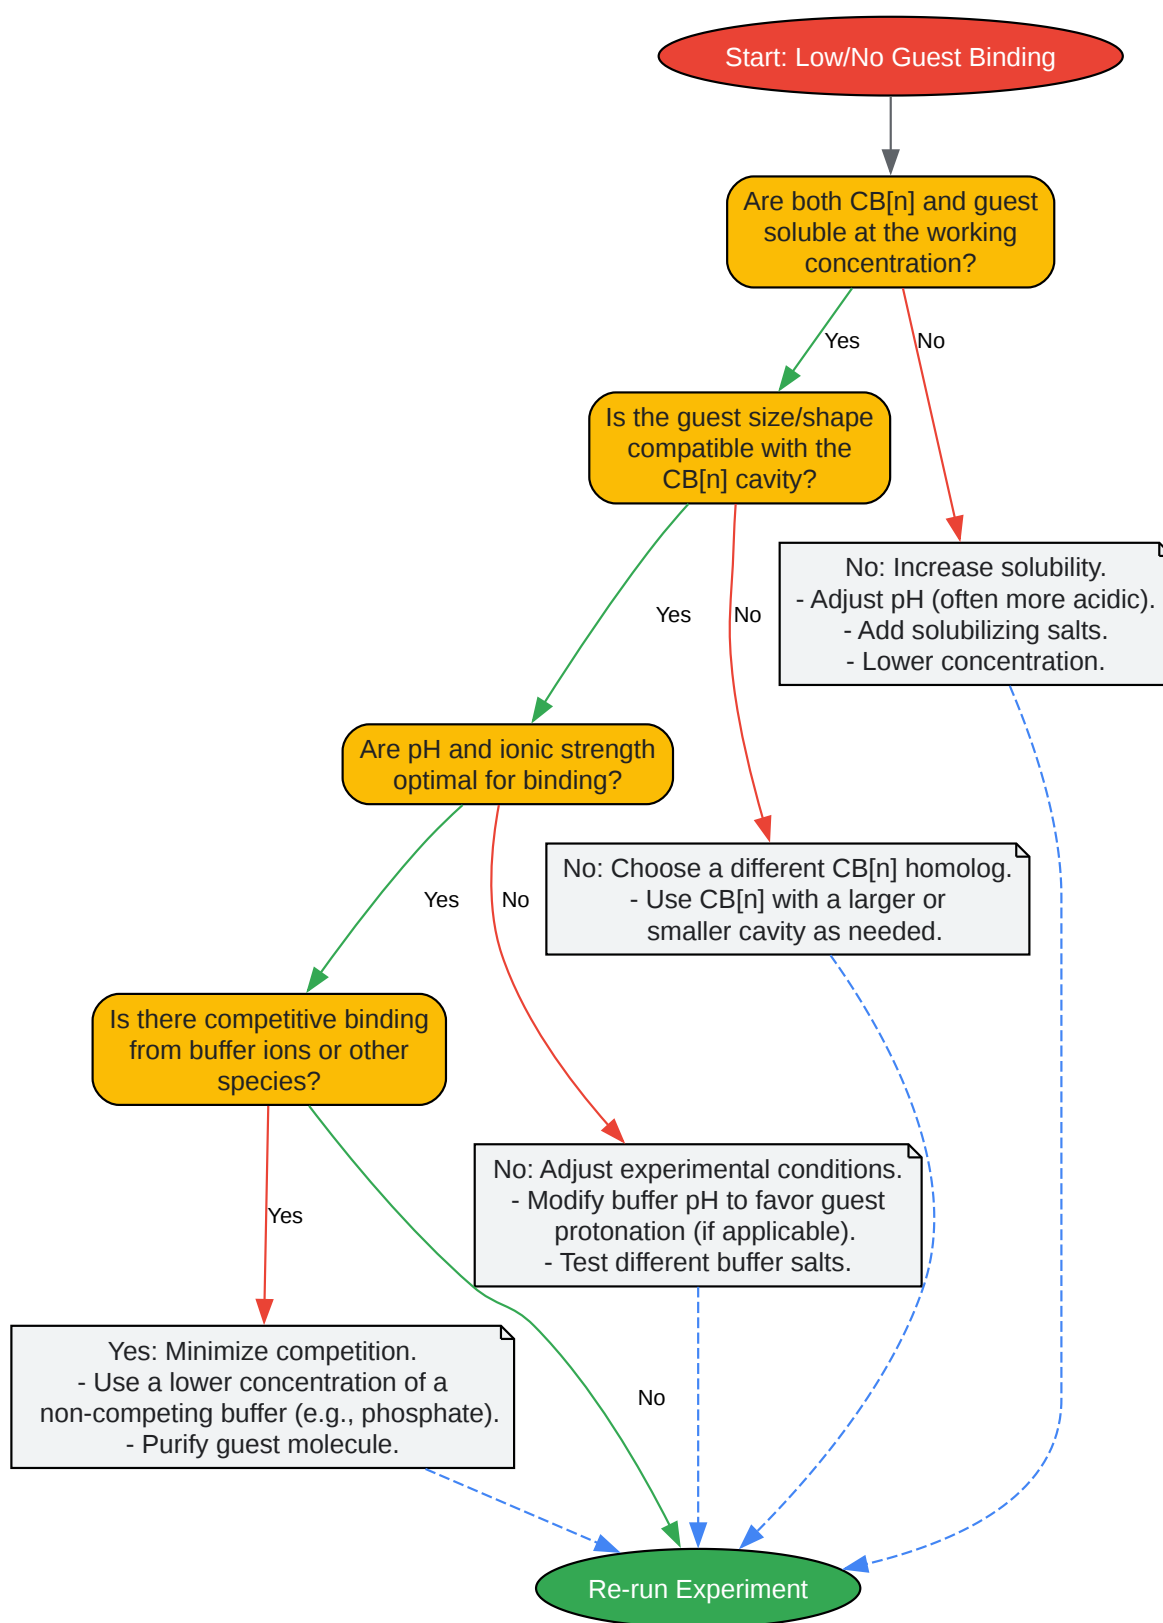 Start: Low/No Guest Binding
Are both CB[n] and guest
soluble at the working
concentration?
Yes
No
Is the guest size/shape
compatible with the
CB[n] cavity?
No: Increase solubility.
- Adjust pH (often more acidic).
- Add solubilizing salts.
- Lower concentration.
Yes
No
Are pH and ionic strength
optimal for binding?
No: Choose a different CB[n] homolog.
- Use CB[n] with a larger or
smaller cavity as needed.
Yes
No
Is there competitive binding
from buffer ions or other
species?
No: Adjust experimental conditions.
- Modify buffer pH to favor guest
protonation (if applicable).
- Test different buffer salts.
Yes
Yes: Minimize competition.
- Use a lower concentration of a
non-competing buffer (e.g., phosphate).
- Purify guest molecule.
No
Re-run Experiment